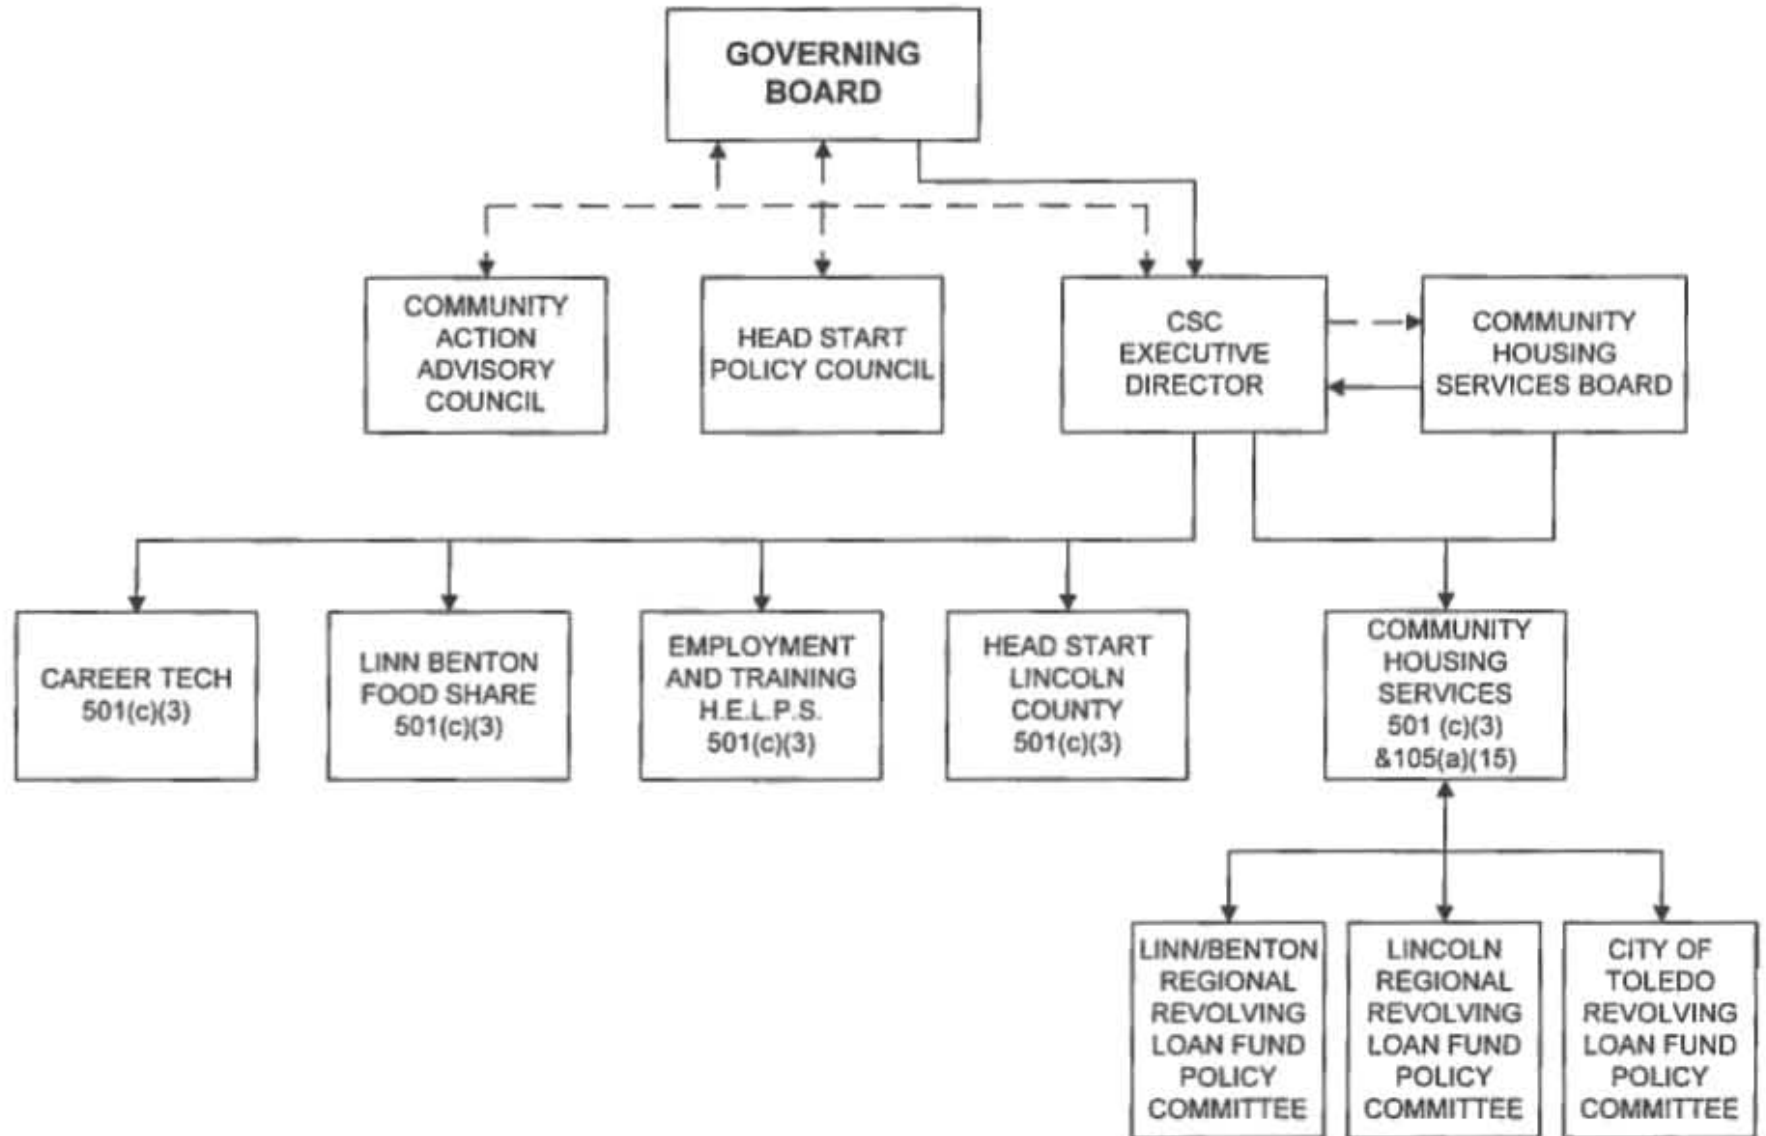 GOVERNING
BOARD
COMMUNITY
ACTION
ADVISORY
COUNCIL
HEAD START
POLICY COUNCIL
CSC
EXECUTIVE
DIRECTOR
COMMUNITY
HOUSING
SERVICES BOARD
CAREER TECH
501(c)(3)
LINN BENTON
FOOD SHARE
501(c)(3)
EMPLOYMENT
AND TRAINING
H.E.L.P.S.
501(c)(3)
HEAD START
LINCOLN
COUNTY
501(c)(3)
COMMUNITY
HOUSING
SERVICES
501 (c)(3)
&105(a)(15)
LINN/BENTON
REGIONAL
REVOLVING
LOAN FUND
POLICY
COMMITTEE
LINCOLN
REGIONAL
REVOLVING
LOAN FUND
POLICY
COMMITTEE
CITY OF
TOLEDO
REVOLVING
LOAN FUND
POLICY
COMMITTEE